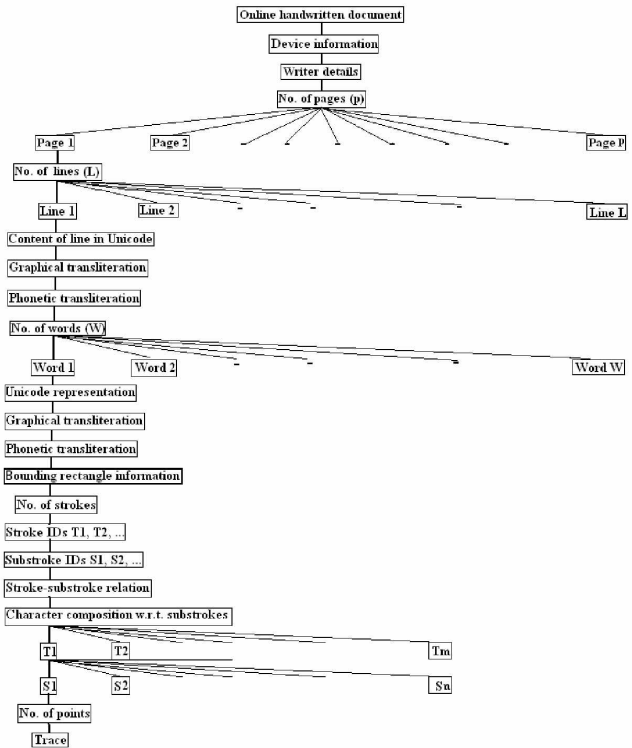 Online handwritten document
Device information
Writer details
No. of pages (p)
Page 1 Page 2 - - - - - - Page P
No. of lines (L)
Line 1 Line 2 - - - Line L
Content of line in Unicode
Graphical transliteration
Phonetic transliteration
No. of words (W)
Word 1 Word 2 - - - Word W
Unicode representation
Graphical transliteration
Phonetic transliteration
Bounding rectangle information
No. of strokes
Stroke IDs T1, T2, ...
Substroke IDs S1, S2, ...
Stroke-substroke relation
Character composition w.r.t. substrokes
T1 T2 - - - Tm
S1 S2 - - - Sn
No. of points
Trace